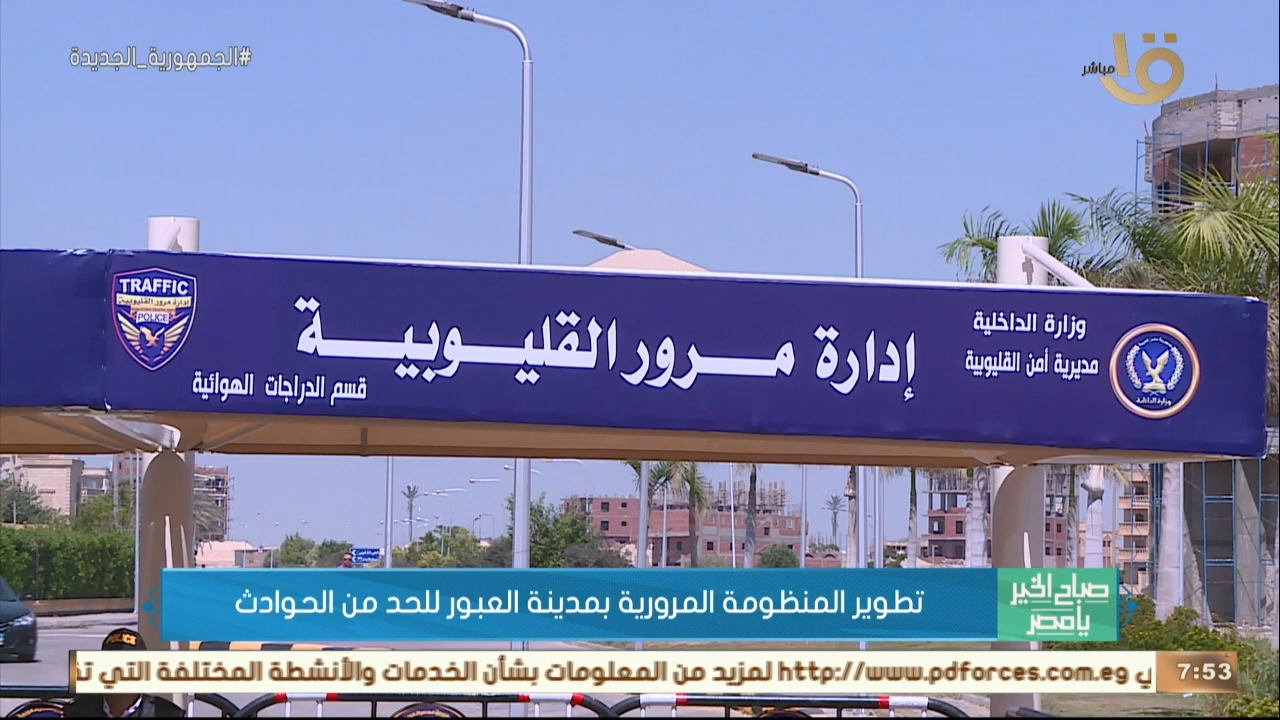 #الجمهورية_الجديدة
مباشر
وزارة الداخلية
مديرية أمن القليوبية
إدارة مرور القليوبية
TRAFFIC
إدارة مرور القليوبية
POLICE
قسم الدراجات الهوائية
صباح الخير
يا مصر
تطوير المنظومة المرورية بمدينة العبور للحد من الحوادث
7:53
ي http://www.pdforces.com.eg لمزيد من المعلومات بشأن الخدمات والأنشطة المختلفة التي
POLICE